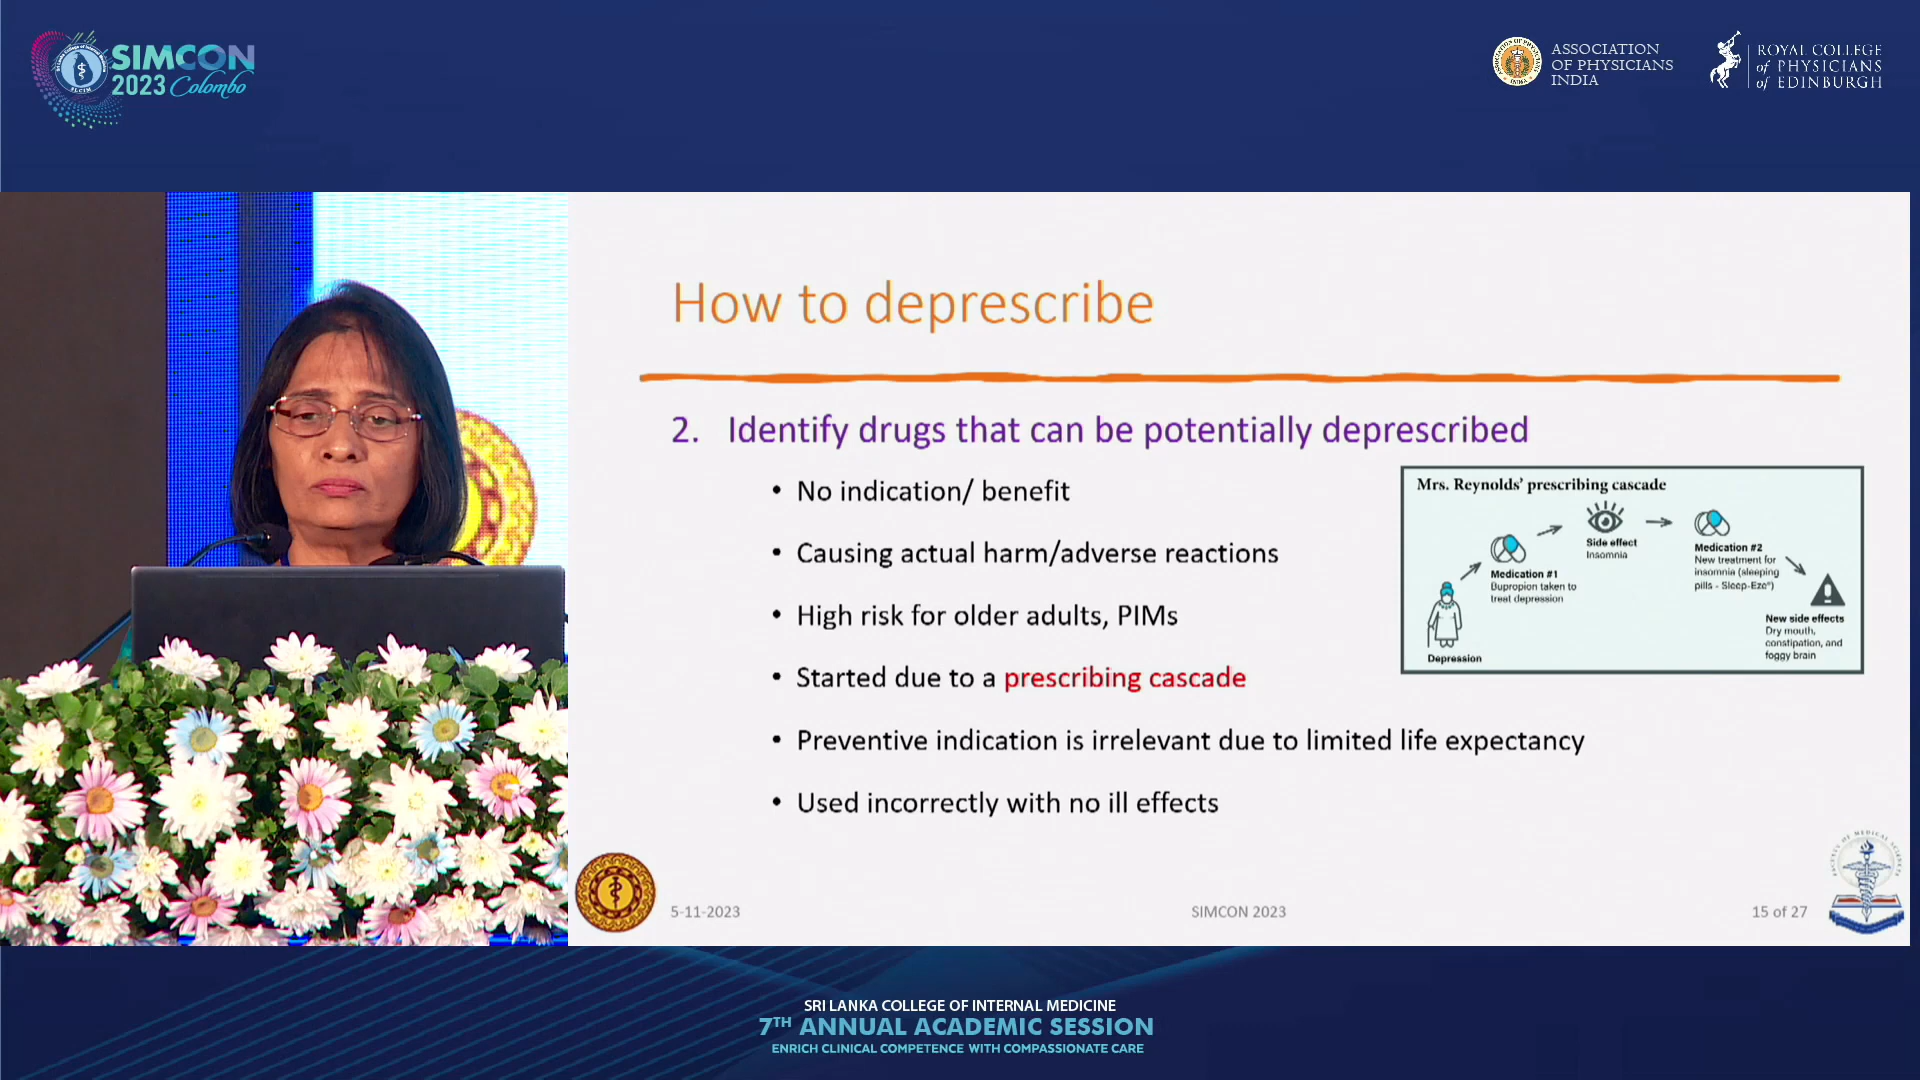 SIMCON
2023 Colombo
SLCIM
ASSOCIATION
OF PHYSICIANS
INDIA
ROYAL COLLEGE
of PHYSICIANS
of EDINBURGH
How to deprescribe
2. Identify drugs that can be potentially deprescribed
• No indication/ benefit
• Causing actual harm/adverse reactions
• High risk for older adults, PIMs
• Started due to a prescribing cascade
• Preventive indication is irrelevant due to limited life expectancy
• Used incorrectly with no ill effects
Mrs. Reynolds’ prescribing cascade
Depression
Medication #1
Bupropion taken to
treat depression
Side effect
Insomnia
Medication #2
New treatment for
insomnia (sleeping
pills - Sleep-Eze®)
New side effects
Dry mouth,
constipation, and
foggy brain
5-11-2023
SIMCON 2023
15 of 27
SRI LANKA COLLEGE OF INTERNAL MEDICINE
7TH ANNUAL ACADEMIC SESSION
ENRICH CLINICAL COMPETENCE WITH COMPASSIONATE CARE